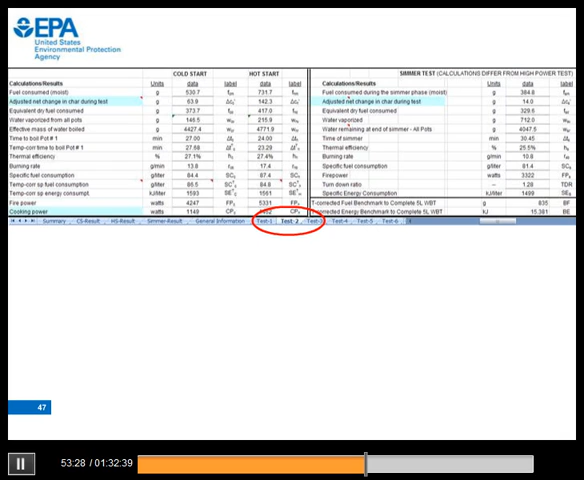 EPA
United States
Environmental Protection
Agency
COLD START HOT START SIMMER TEST (CALCULATIONS DIFFER FROM HIGH POWER TEST)
Calculations/Results Units data label data label Calculations/Results Units data label
Fuel consumed (moist) g 530.7 731.7 Fuel consumed during the simmer phase (moist) g 384.8
Adjusted net change in char during test g 63.9 142.3 Adjusted net change in char during test g 14.0
Equivalent dry fuel consumed g 373.7 417.0 Equivalent dry fuel consumed g 329.6
Water vaporized from all pots g 146.5 215.9 Water vaporized g 712.0
Effective mass of water boiled g 4427.4 4771.9 Water remaining at end of simmer - All Pots g 4047.5
Time to boil Pot # 1 min 27.00 24.00 Time of simmer min 30.45
Temp-corr time to boil Pot # 1 min 27.68 23.29 Thermal efficiency % 25.5%
Thermal efficiency % 27.1% 27.4% Burning rate g/min 10.8
Burning rate g/min 13.8 17.4 Specific fuel consumption g/liter 81.4
Specific fuel consumption g/liter 84.4 87.4 Firepower watts 3322
Temp-corr sp fuel consumption g/liter 86.5 84.8 Turn down ratio -- 1.28 TDR
Temp-corr sp energy consumpt. kJ/liter 1593 1561 Specific Energy Consumption kJ/liter 1499
Fire power watts 4247 5331 T-corrected Fuel Benchmark to Complete 5L WBT g 835 BF
Cooking power watts 1149 Energy Benchmark to Complete 5L WBT kJ 15,381 BE
Summary CS-Result HS-Result Simmer-Result General Information Test-1 Test-2 Test-3 Test-4 Test-5 Test-6
47
53:28 / 01:32:39